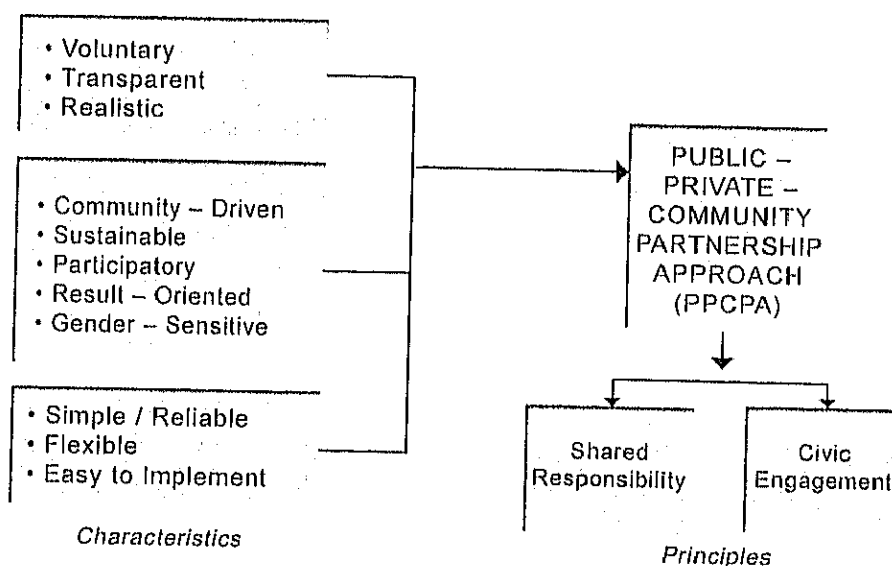 • Voluntary
• Transparent
• Realistic
• Community – Driven
• Sustainable
• Participatory
• Result – Oriented
• Gender – Sensitive
• Simple / Reliable
• Flexible
• Easy to Implement
Characteristics
PUBLIC –
PRIVATE –
COMMUNITY
PARTNERSHIP
APPROACH
(PPCPA)
Shared
Responsibility
Civic
Engagement
Principles